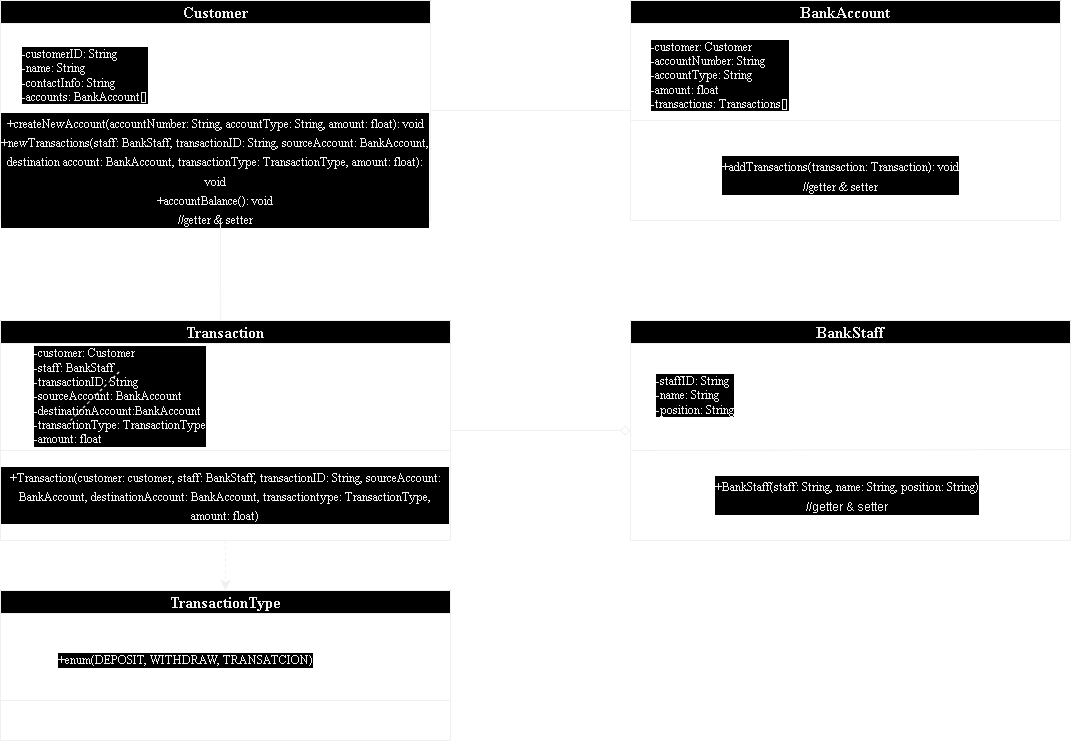 Customer
-customerID: String
-name: String
-contactInfo: String
-accounts: BankAccount[]
+createNewAccount(accountNumber: String, accountType: String, amount: float): void
+newTransactions(staff: BankStaff, transactionID: String, sourceAccount: BankAccount,
destination account: BankAccount, transactionType: TransactionType, amount: float):
void
+accountBalance(): void
//getter & setter
BankAccount
-customer: Customer
-accountNumber: String
-accountType: String
-amount: float
-transactions: Transactions[]
+addTransactions(transaction: Transaction): void
//getter & setter
Transaction
-customer: Customer
-staff: BankStaff
-transactionID: String
-sourceAccount: BankAccount
-destinationAccount:BankAccount
-transactionType: TransactionType
-amount: float
+Transaction(customer: customer, staff: BankStaff, transactionID: String, sourceAccount:
BankAccount, destinationAccount: BankAccount, transactiontype: TransactionType,
amount: float)
BankStaff
-staffID: String
-name: String
-position: String
+BankStaff(staff: String, name: String, position: String)
//getter & setter
TransactionType
+enum(DEPOSIT, WITHDRAW, TRANSATCION)